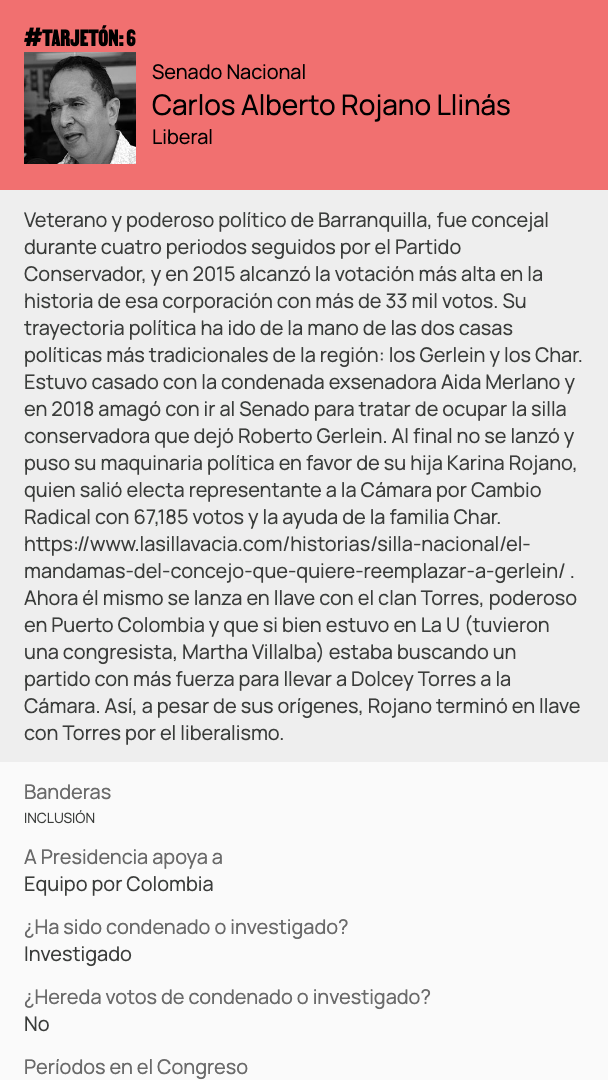 #TARJETÓN: 6
Senado Nacional
Carlos Alberto Rojano Llinás
Liberal
Veterano y poderoso político de Barranquilla, fue concejal
durante cuatro periodos seguidos por el Partido
Conservador, y en 2015 alcanzó la votación más alta en la
historia de esa corporación con más de 33 mil votos. Su
trayectoria política ha ido de la mano de las dos casas
políticas más tradicionales de la región: los Gerlein y los Char.
Estuvo casado con la condenada exsenadora Aida Merlano y
en 2018 amagó con ir al Senado para tratar de ocupar la silla
conservadora que dejó Roberto Gerlein. Al final no se lanzó y
puso su maquinaria política en favor de su hija Karina Rojano,
quien salió electa representante a la Cámara por Cambio
Radical con 67,185 votos y la ayuda de la familia Char.
https://www.lasillavacia.com/historias/silla-nacional/el-
mandamas-del-concejo-que-quiere-reemplazar-a-gerlein/ .
Ahora él mismo se lanza en llave con el clan Torres, poderoso
en Puerto Colombia y que si bien estuvo en La U (tuvieron
una congresista, Martha Villalba) estaba buscando un
partido con más fuerza para llevar a Dolcey Torres a la
Cámara. Así, a pesar de sus orígenes, Rojano terminó en llave
con Torres por el liberalismo.
Banderas
INCLUSIÓN
A Presidencia apoya a
Equipo por Colombia
¿Ha sido condenado o investigado?
Investigado
¿Hereda votos de condenado o investigado?
No
Períodos en el Congreso